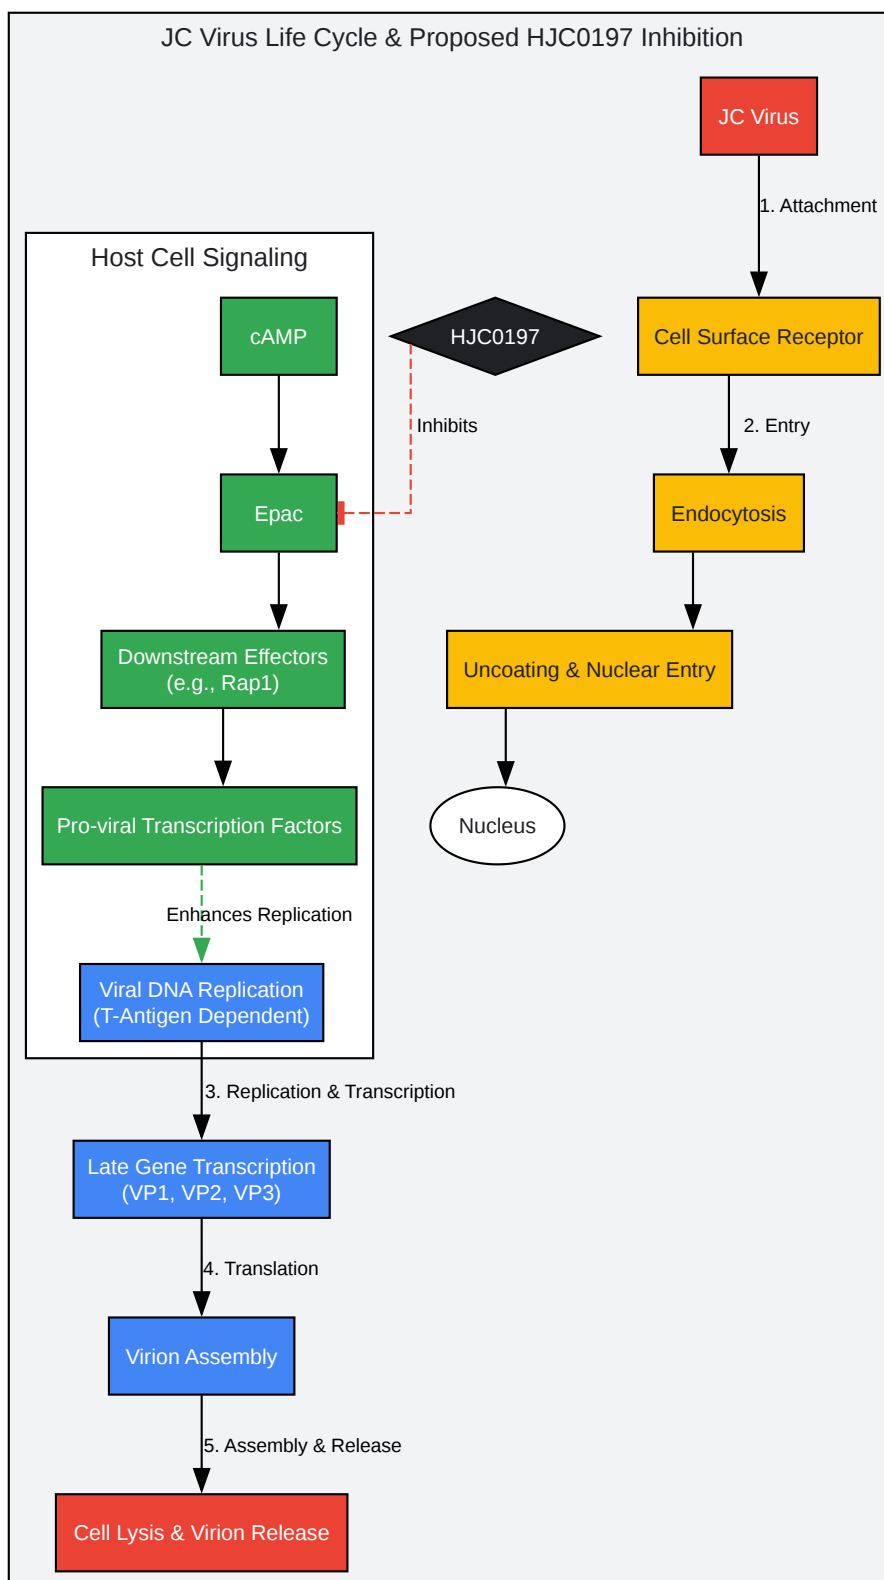 JC Virus Life Cycle & Proposed HJC0197 Inhibition
JC Virus
1. Attachment
Host Cell Signaling
cAMP
HJC0197
Cell Surface Receptor
Inhibits
2. Entry
Epac
Endocytosis
Downstream Effectors
(e.g., Rap1)
Uncoating & Nuclear Entry
Pro-viral Transcription Factors
Nucleus
Enhances Replication
Viral DNA Replication
(T-Antigen Dependent)
3. Replication & Transcription
Late Gene Transcription
(VP1, VP2, VP3)
4. Translation
Virion Assembly
5. Assembly & Release
Cell Lysis & Virion Release